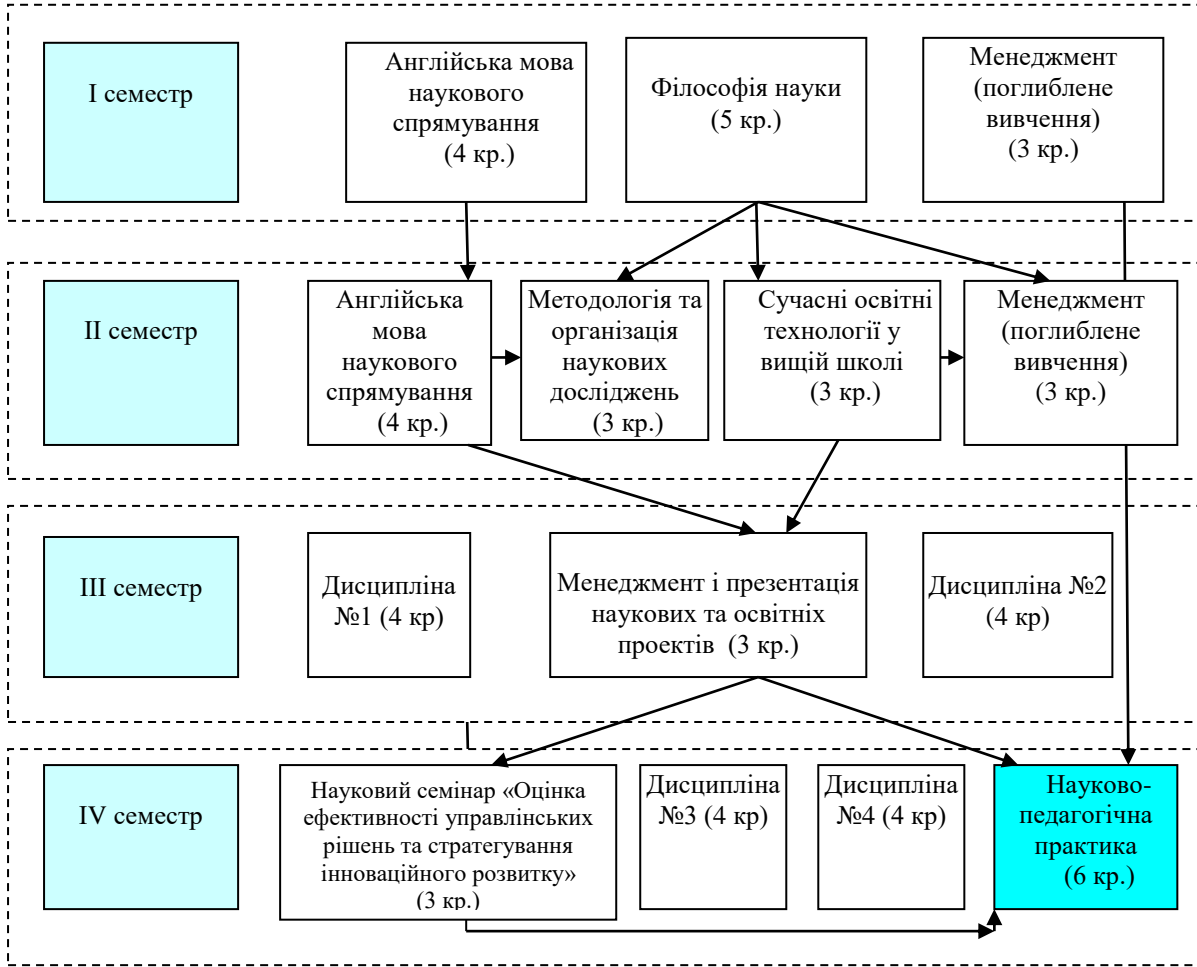 І семестр
Англійська мова
наукового
спрямування
(4 кр.)
Філософія науки
(5 кр.)
Менеджмент
(поглиблене
вивчення)
(3 кр.)
ІІ семестр
Англійська
мова
наукового
спрямування
(4 кр.)
Методологія та
організація
наукових
досліджень
(3 кр.)
Сучасні освітні
технології у
вищій школі
(3 кр.)
Менеджмент
(поглиблене
вивчення)
(3 кр.)
ІІІ семестр
Дисципліна
№1 (4 кр)
Менеджмент і презентація
наукових та освітніх
проектів (3 кр.)
Дисципліна №2
(4 кр)
IV семестр
Науковий семінар «Оцінка
ефективності управлінських
рішень та стратегування
інноваційного розвитку»
(3 кр.)
Дисципліна
№3 (4 кр)
Дисципліна
№4 (4 кр)
Науково-
педагогічна
практика
(6 кр.)